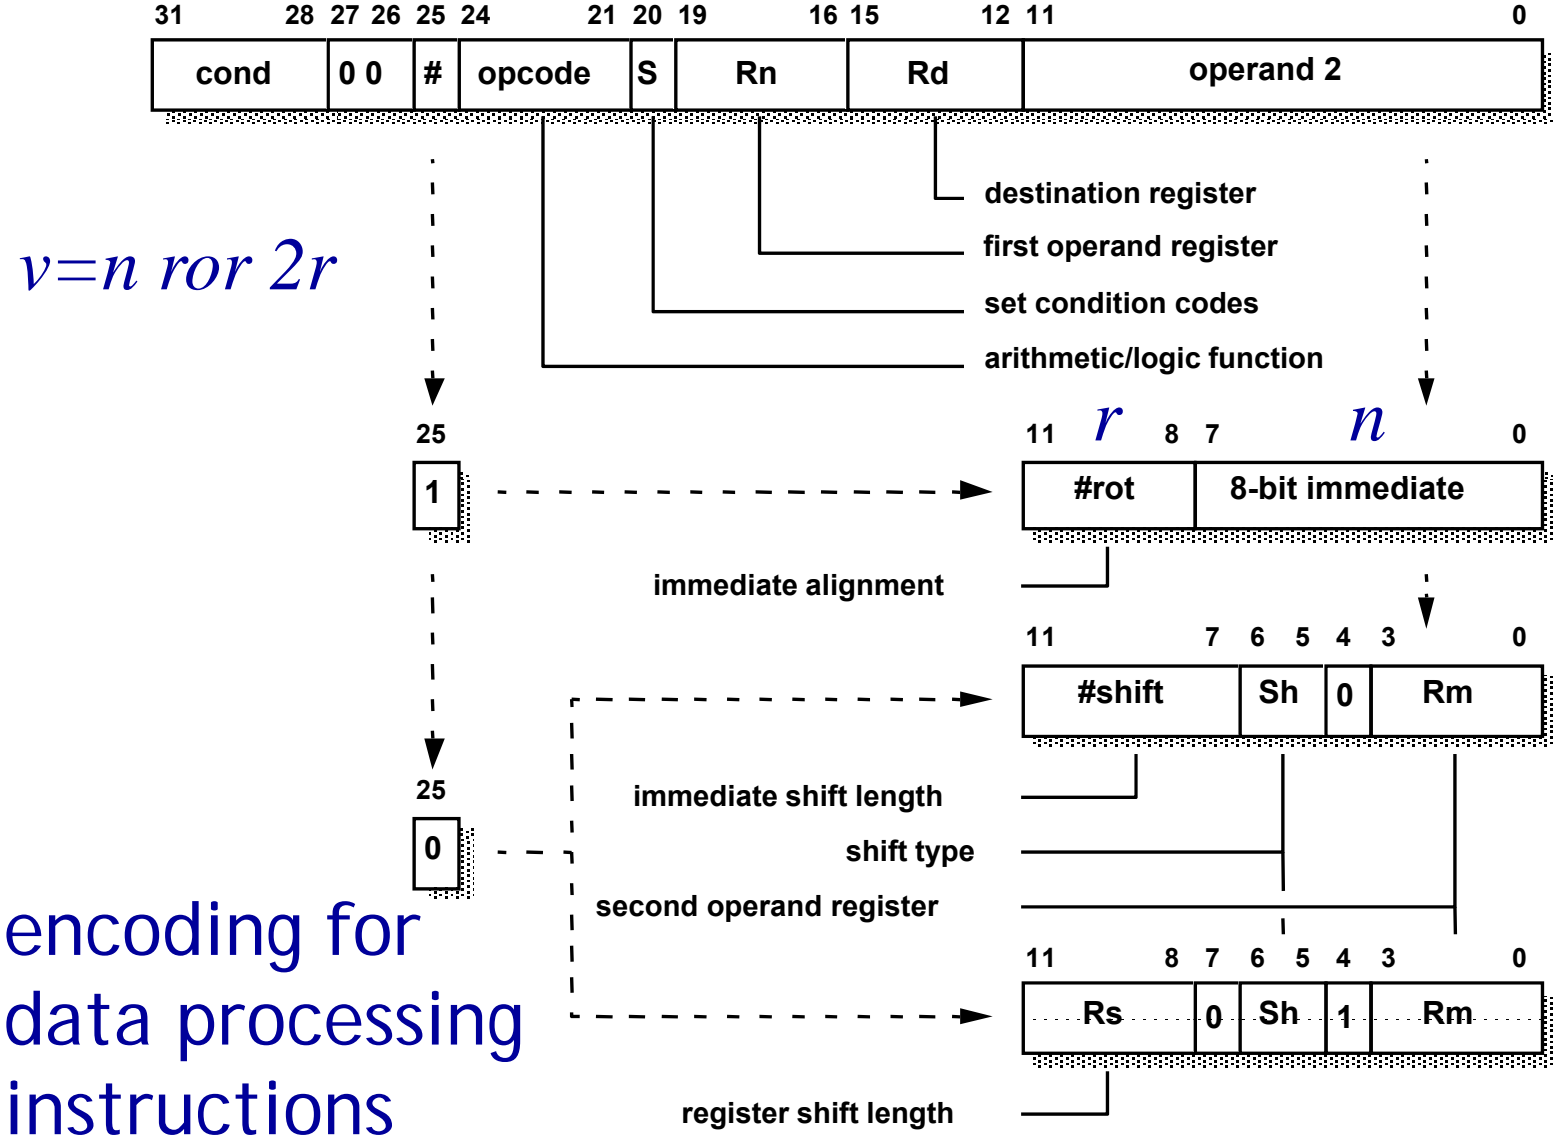 31 28 27 26 25 24 21 20 19 16 15 12 11 0
cond 0 0 # opcode S Rn Rd operand 2
destination register
first operand register
v=n ror 2r
set condition codes
arithmetic/logic function
r n
25 11 8 7 0
1 #rot 8-bit immediate
immediate alignment
11 7 6 5 4 3 0
#shift Sh 0 Rm
25 immediate shift length
0 shift type
second operand register
11 8 7 6 5 4 3 0
Rs 0 Sh 1 Rm
register shift length
encoding for
data processing
instructions